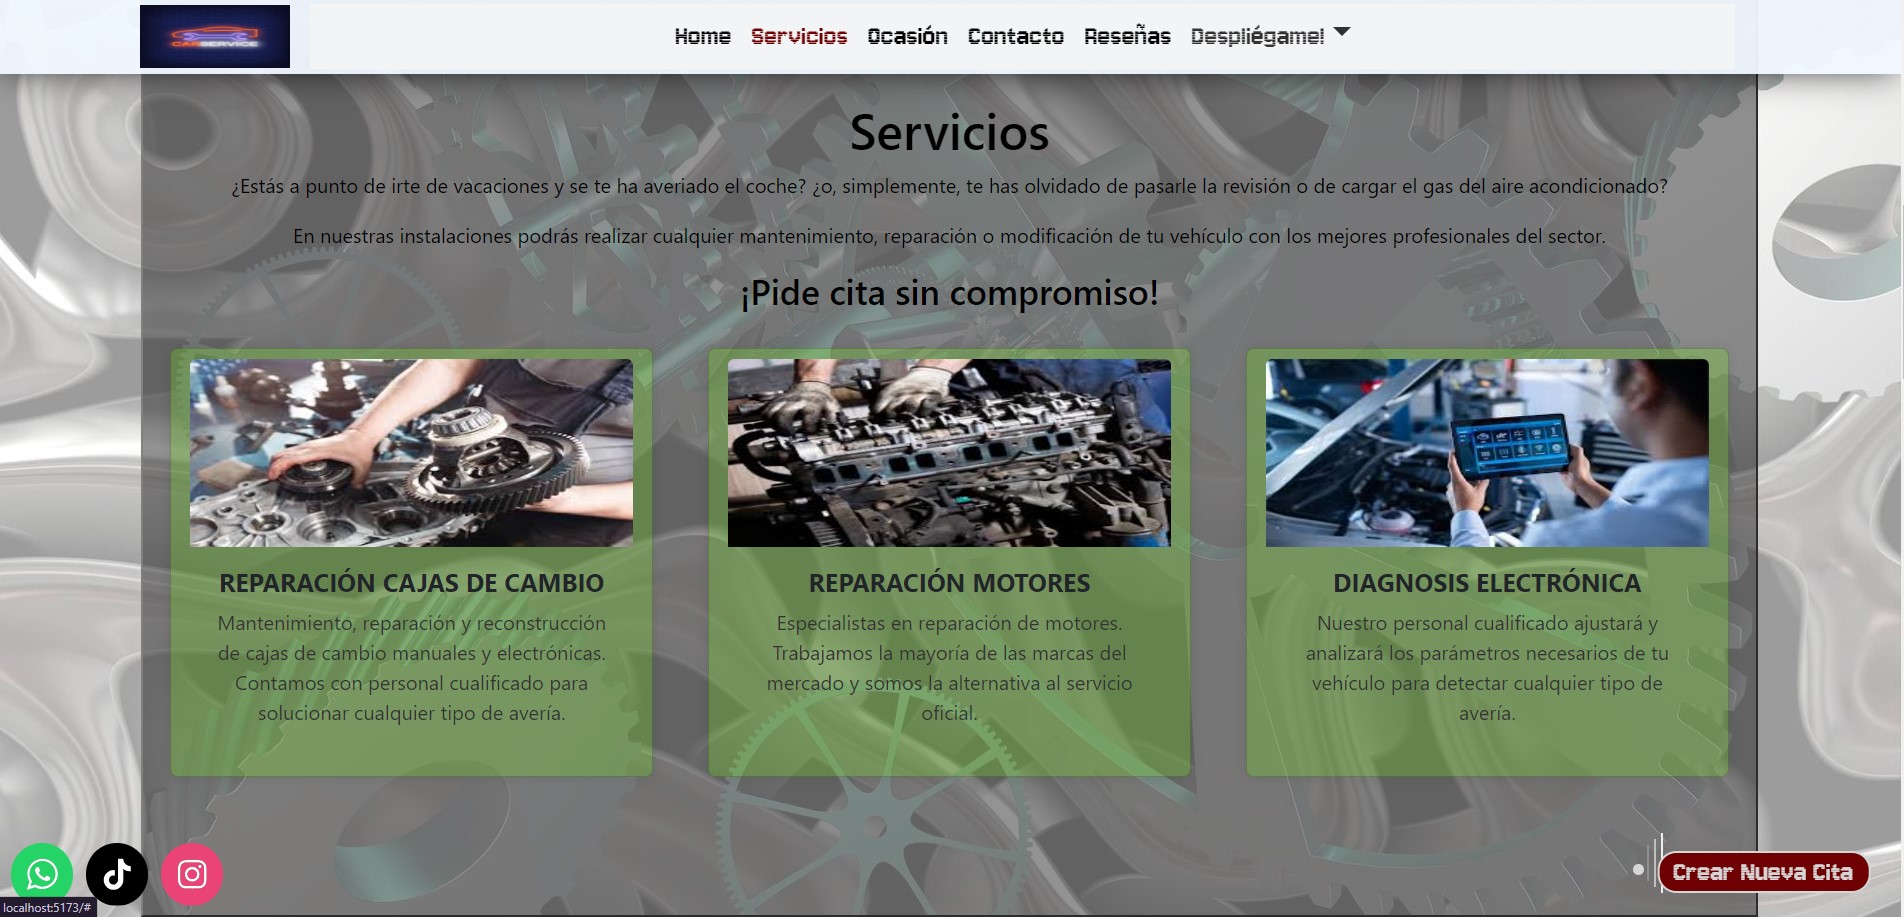 CARSERVICE
Home Servicios Ocasión Contacto Reseñas Despliégame!
Servicios
¿Estás a punto de irte de vacaciones y se te ha averiado el coche? ¿o, simplemente, te has olvidado de pasarle la revisión o de cargar el gas del aire acondicionado?
En nuestras instalaciones podrás realizar cualquier mantenimiento, reparación o modificación de tu vehículo con los mejores profesionales del sector.
¡Pide cita sin compromiso!
REPARACIÓN CAJAS DE CAMBIO
Mantenimiento, reparación y reconstrucción
de cajas de cambio manuales y electrónicas.
Contamos con personal cualificado para
solucionar cualquier tipo de avería.
REPARACIÓN MOTORES
Especialistas en reparación de motores.
Trabajamos la mayoría de las marcas del
mercado y somos la alternativa al servicio
oficial.
DIAGNOSIS ELECTRÓNICA
Nuestro personal cualificado ajustará y
analizará los parámetros necesarios de tu
vehículo para detectar cualquier tipo de
avería.
Crear Nueva Cita
localhost:5173/#